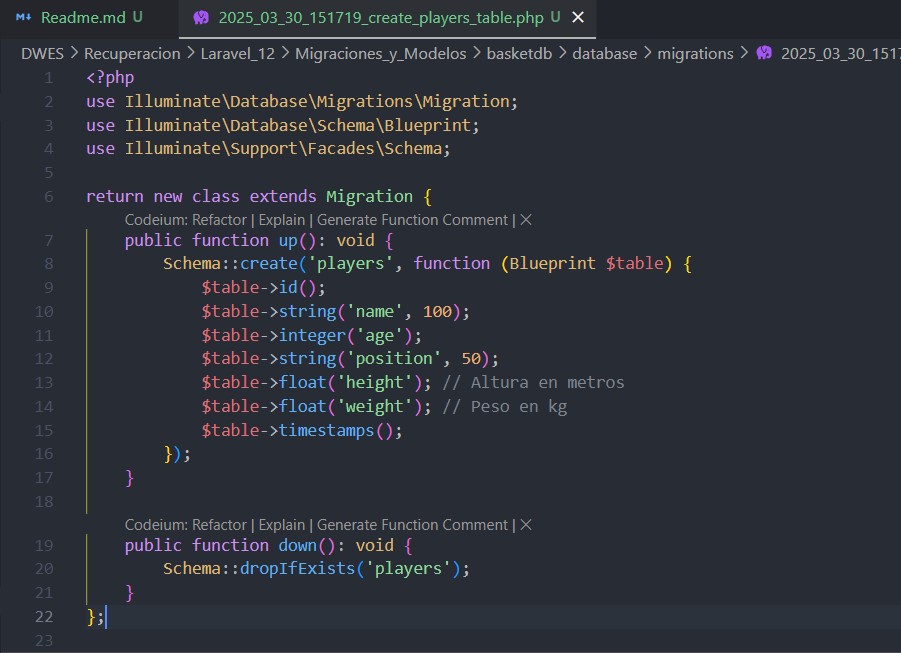 Readme.md U 2025_03_30_151719_create_players_table.php U
DWES > Recuperacion > Laravel_12 > Migraciones_y_Modelos > basketdb > database > migrations > 2025_03_30_1517
1 <?php
2 use Illuminate\Database\Migrations\Migration;
3 use Illuminate\Database\Schema\Blueprint;
4 use Illuminate\Support\Facades\Schema;
5
6 return new class extends Migration {
Codeium: Refactor | Explain | Generate Function Comment | ×
7     public function up(): void {
8         Schema::create('players', function (Blueprint $table) {
9             $table->id();
10             $table->string('name', 100);
11             $table->integer('age');
12             $table->string('position', 50);
13             $table->float('height'); // Altura en metros
14             $table->float('weight'); // Peso en kg
15             $table->timestamps();
16         });
17     }
18
Codeium: Refactor | Explain | Generate Function Comment | ×
19     public function down(): void {
20         Schema::dropIfExists('players');
21     }
22 };
23